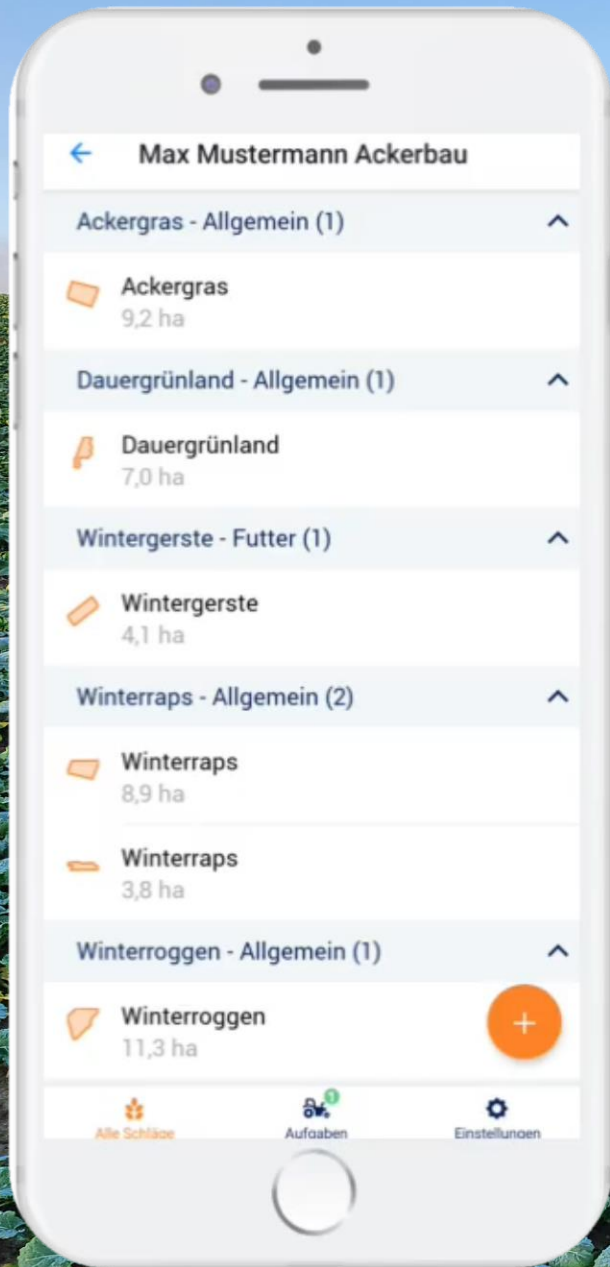 Max Mustermann Ackerbau
Ackergras - Allgemein (1)
Ackergras
9,2 ha
Dauergrünland - Allgemein (1)
Dauergrünland
7,0 ha
Wintergerste - Futter (1)
Wintergerste
4,1 ha
Winterraps - Allgemein (2)
Winterraps
8,9 ha
Winterraps
3,8 ha
Winterroggen - Allgemein (1)
Winterroggen
11,3 ha
1
Alle Schläge Aufgaben Einstellungen